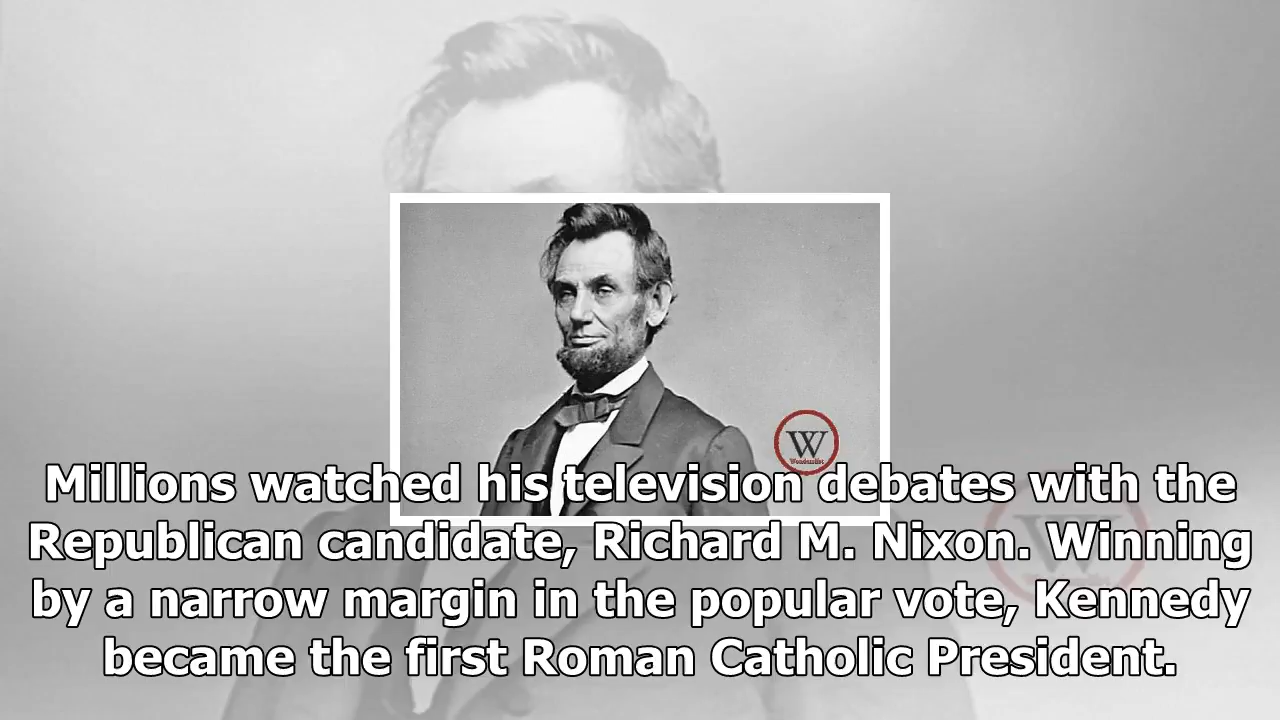 W
Millions watched his television debates with the
Republican candidate, Richard M. Nixon. Winning
by a narrow margin in the popular vote, Kennedy
became the first Roman Catholic President.